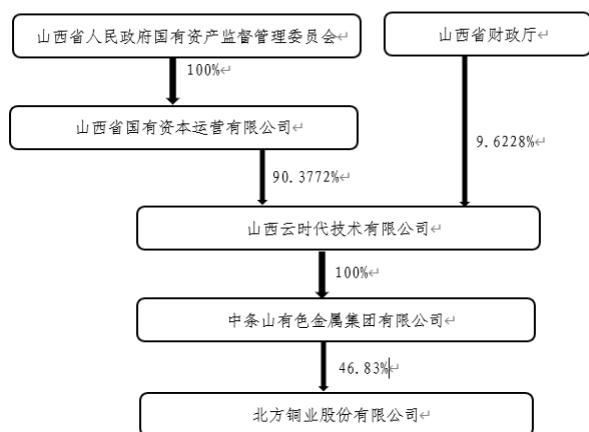 山西省人民政府国有资产监督管理委员会↵
山西省财政厅↵
100%↵
山西省国有资本运营有限公司↵
9.6228%↵
90.3772%↵
山西云时代技术有限公司↵
100%↵
中条山有色金属集团有限公司↵
46.83%↵
北方铜业股份有限公司↵